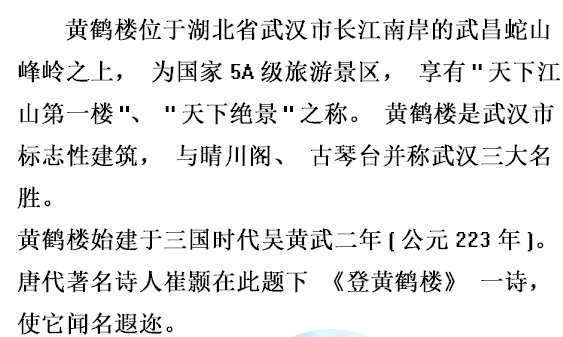 黄鹤楼位于湖北省武汉市长江南岸的武昌蛇山
峰岭之上， 为国家 5A 级旅游景区， 享有 " 天下江
山第一楼 "、 " 天下绝景 " 之称。 黄鹤楼是武汉市
标志性建筑， 与晴川阁、 古琴台并称武汉三大名
胜。
黄鹤楼始建于三国时代吴黄武二年 ( 公元 223 年 )。
唐代著名诗人崔颢在此题下 《登黄鹤楼》 一诗，
使它闻名遐迩。